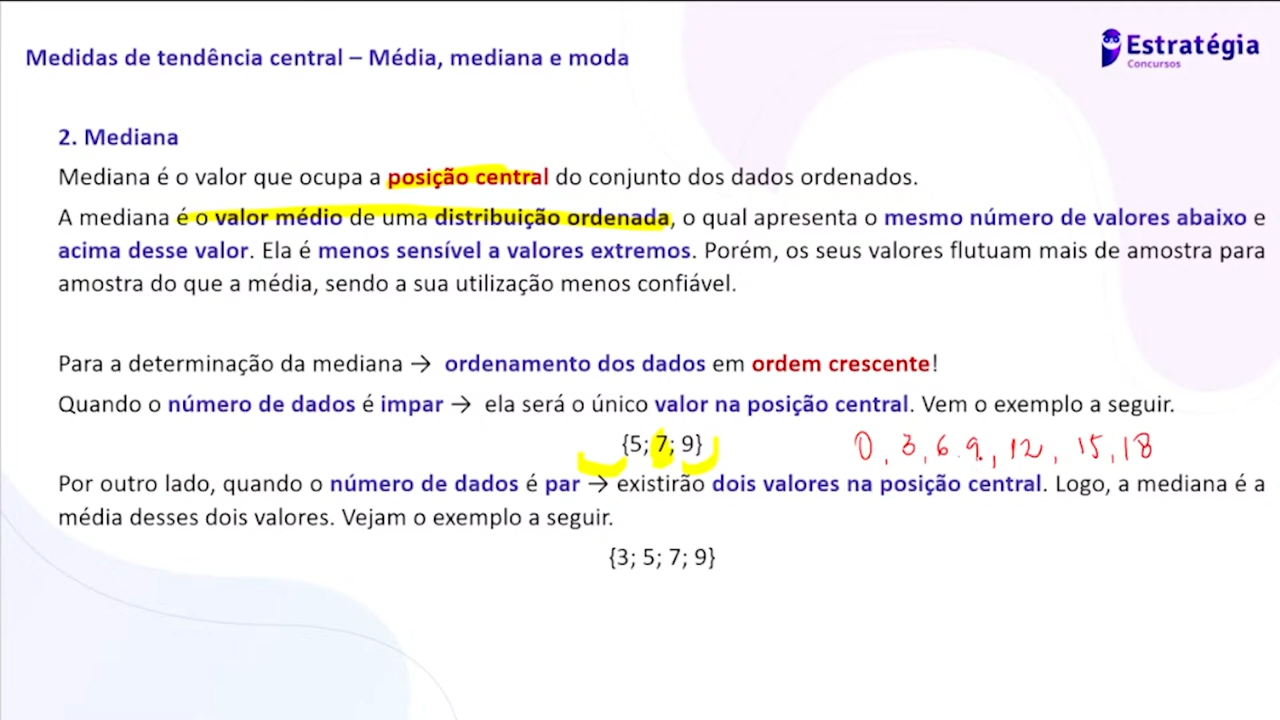 Medidas de tendência central – Média, mediana e moda
Estratégia
Concursos
2. Mediana
Mediana é o valor que ocupa a posição central do conjunto dos dados ordenados.
A mediana é o valor médio de uma distribuição ordenada, o qual apresenta o mesmo número de valores abaixo e
acima desse valor. Ela é menos sensível a valores extremos. Porém, os seus valores flutuam mais de amostra para
amostra do que a média, sendo a sua utilização menos confiável.
Para a determinação da mediana → ordenamento dos dados em ordem crescente!
Quando o número de dados é impar → ela será o único valor na posição central. Vem o exemplo a seguir.
{5; 7; 9}
0, 3, 6, 9, 12, 15, 18
Por outro lado, quando o número de dados é par → existirão dois valores na posição central. Logo, a mediana é a
média desses dois valores. Vejam o exemplo a seguir.
{3; 5; 7; 9}